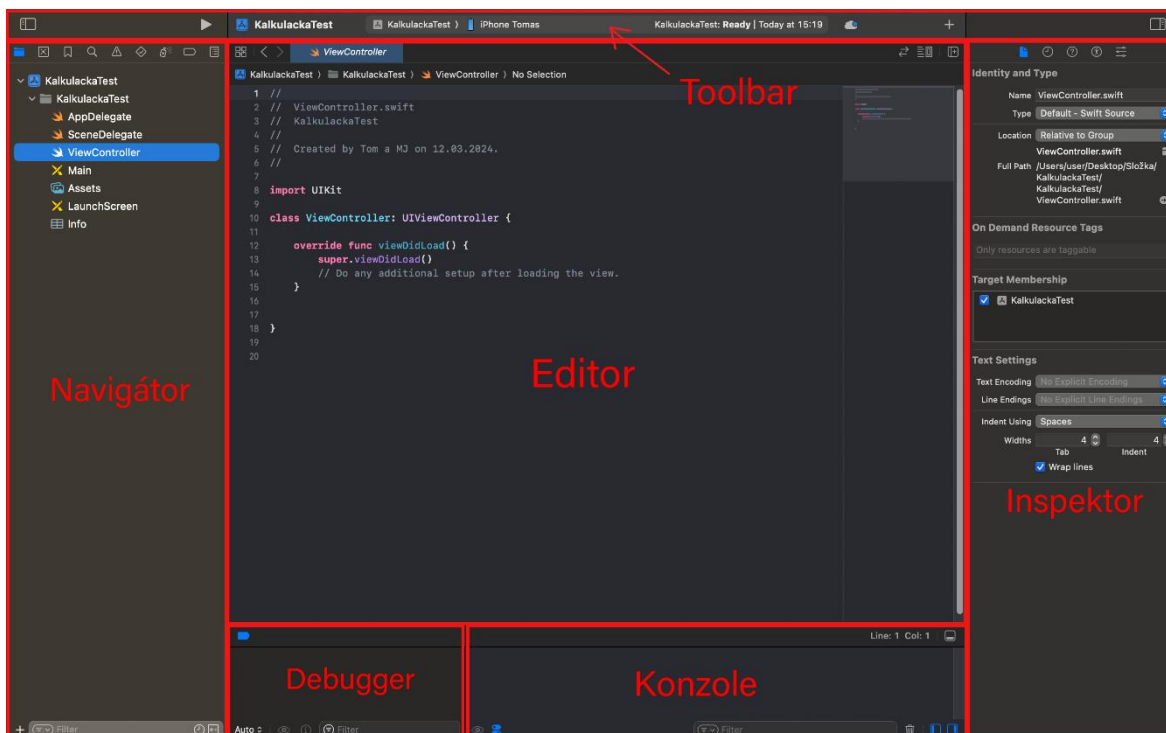 KalkulackaTest
KalkulackaTest ⟩ iPhone Tomas
KalkulackaTest: Ready | Today at 15:19
Toolbar
KalkulackaTest
KalkulackaTest
AppDelegate
SceneDelegate
ViewController
Main
Assets
LaunchScreen
Info
Navigátor
Filter
ViewController
KalkulackaTest ⟩ KalkulackaTest ⟩ ViewController ⟩ No Selection
1 //
2 // ViewController.swift
3 // KalkulackaTest
4 //
5 // Created by Tom a MJ on 12.03.2024.
6 //
7
8 import UIKit
9
10 class ViewController: UIViewController {
11
12 override func viewDidLoad() {
13 super.viewDidLoad()
14 // Do any additional setup after loading the view.
15 }
16
17
18 }
19
20
Editor
Line: 1 Col: 1
Debugger
Auto
Filter
Konzole
Filter
Identity and Type
Name ViewController.swift
Type Default - Swift Source
Location Relative to Group
ViewController.swift
Full Path /Users/user/Desktop/Složka/
KalkulackaTest/
KalkulackaTest/
ViewController.swift
On Demand Resource Tags
Only resources are taggable
Target Membership
KalkulackaTest
Text Settings
Text Encoding No Explicit Encoding
Line Endings No Explicit Line Endings
Indent Using Spaces
Widths 4 4
Tab Indent
Wrap lines
Inspektor